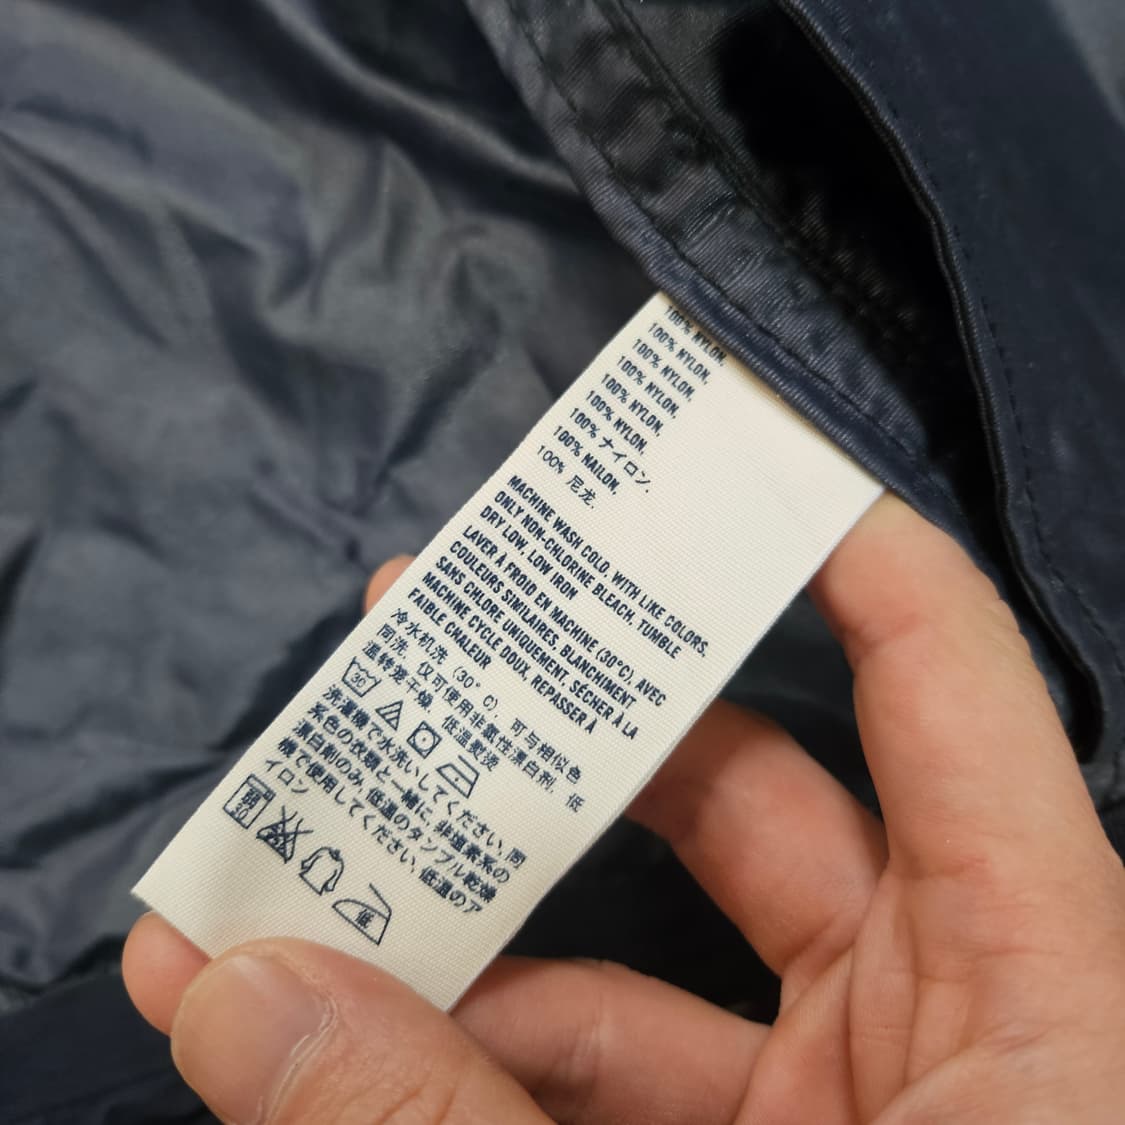 100% NYLON,
100% NYLON,
100% NYLON,
100% NYLON,
100% NYLON,
100% NYLON,
100% ナイロン.
100% NAILON,
100% 尼龙.
MACHINE WASH COLD, WITH LIKE COLORS,
ONLY NON-CHLORINE BLEACH, TUMBLE
DRY LOW, LOW IRON
LAVER À FROID EN MACHINE (30°C), AVEC
COULEURS SIMILAIRES, BLANCHIMENT
SANS CHLORE UNIQUEMENT, SÉCHER À LA
MACHINE CYCLE DOUX, REPASSER À
FAIBLE CHALEUR
冷水机洗 (30°C), 可与相似色
同洗, 仅可使用非氯性漂白剂, 低
温转笼干燥, 低温熨烫
30
洗濯機で水洗いしてください, 同
系色の衣類と一緒に, 非塩素系の
漂白剤のみ, 低温のタンブル乾燥
機で使用してください, 低温のア
イロン
30
低